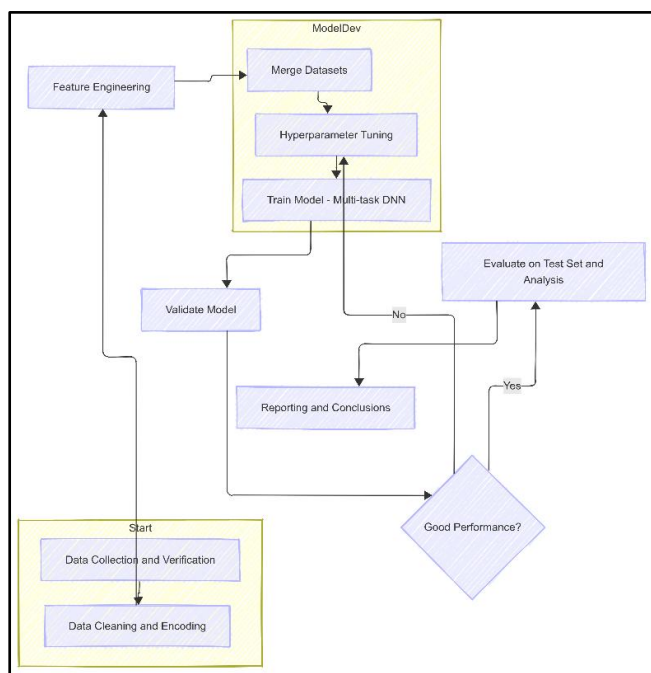 ModelDev
Merge Datasets
Feature Engineering
Hyperparameter Tuning
Train Model - Multi-task DNN
Evaluate on Test Set and
Analysis
Validate Model
No
Yes
Reporting and Conclusions
Good Performance?
Start
Data Collection and Verification
Data Cleaning and Encoding